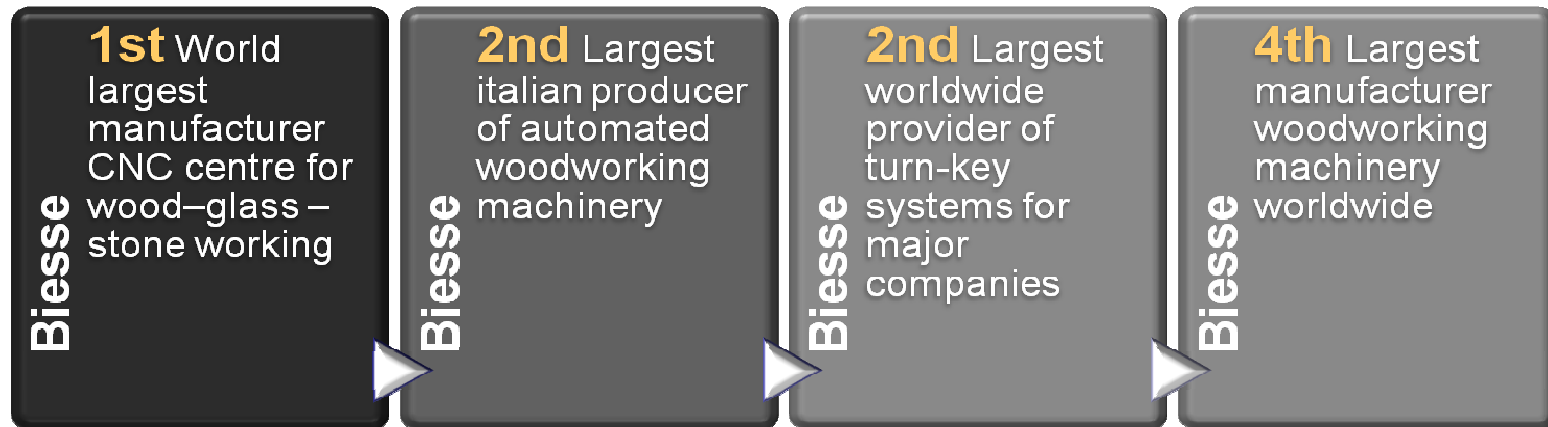 Biesse
1st World
largest
manufacturer
CNC centre for
wood–glass –
stone working
Biesse
2nd Largest
italian producer
of automated
woodworking
machinery
Biesse
2nd Largest
worldwide
provider of
turn-key
systems for
major
companies
Biesse
4th Largest
manufacturer
woodworking
machinery
worldwide